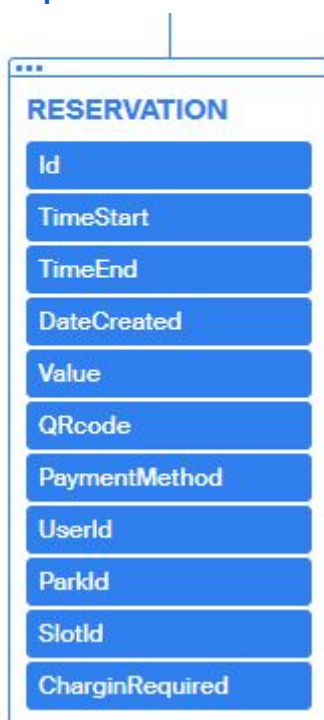 RESERVATION
Id
TimeStart
TimeEnd
DateCreated
Value
QRcode
PaymentMethod
UserId
ParkId
SlotId
CharginRequired